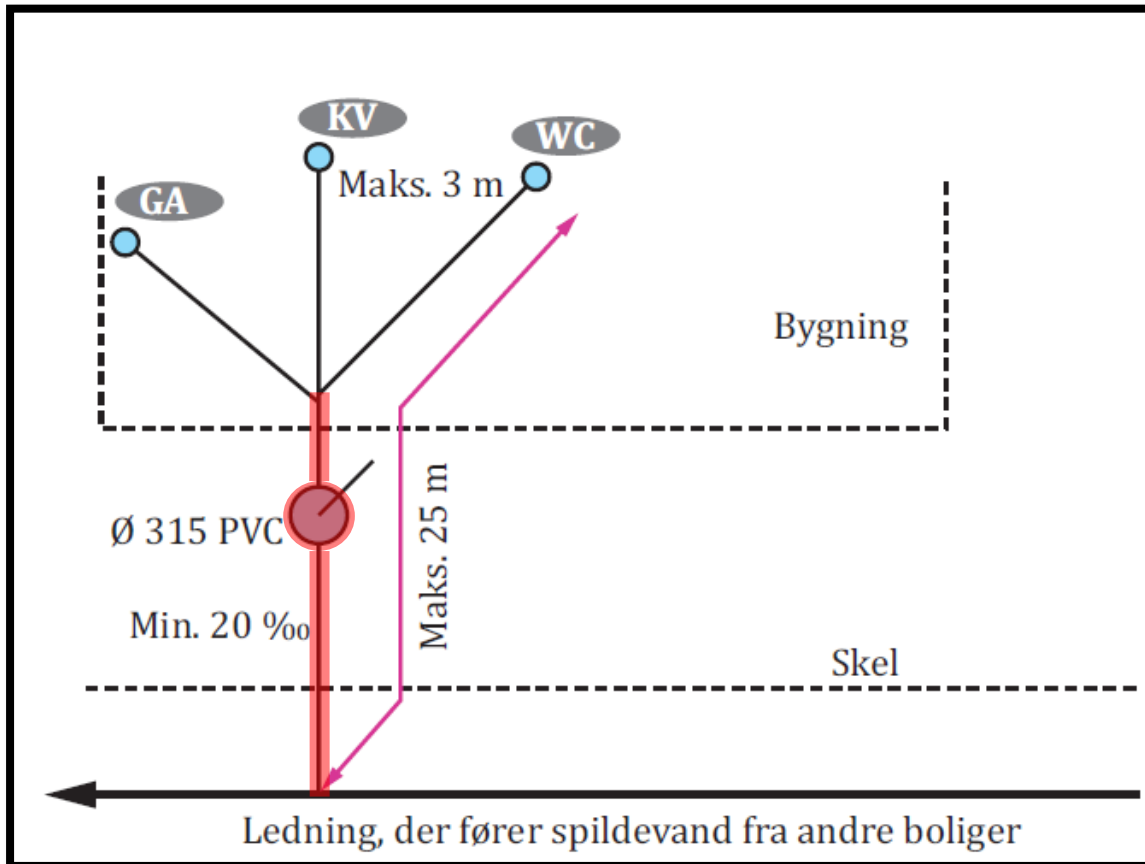 KV
WC
Maks. 3 m
GA
Bygning
Ø 315 PVC
Maks. 25 m
Min. 20 ‰
Skel
Ledning, der fører spildevand fra andre boliger